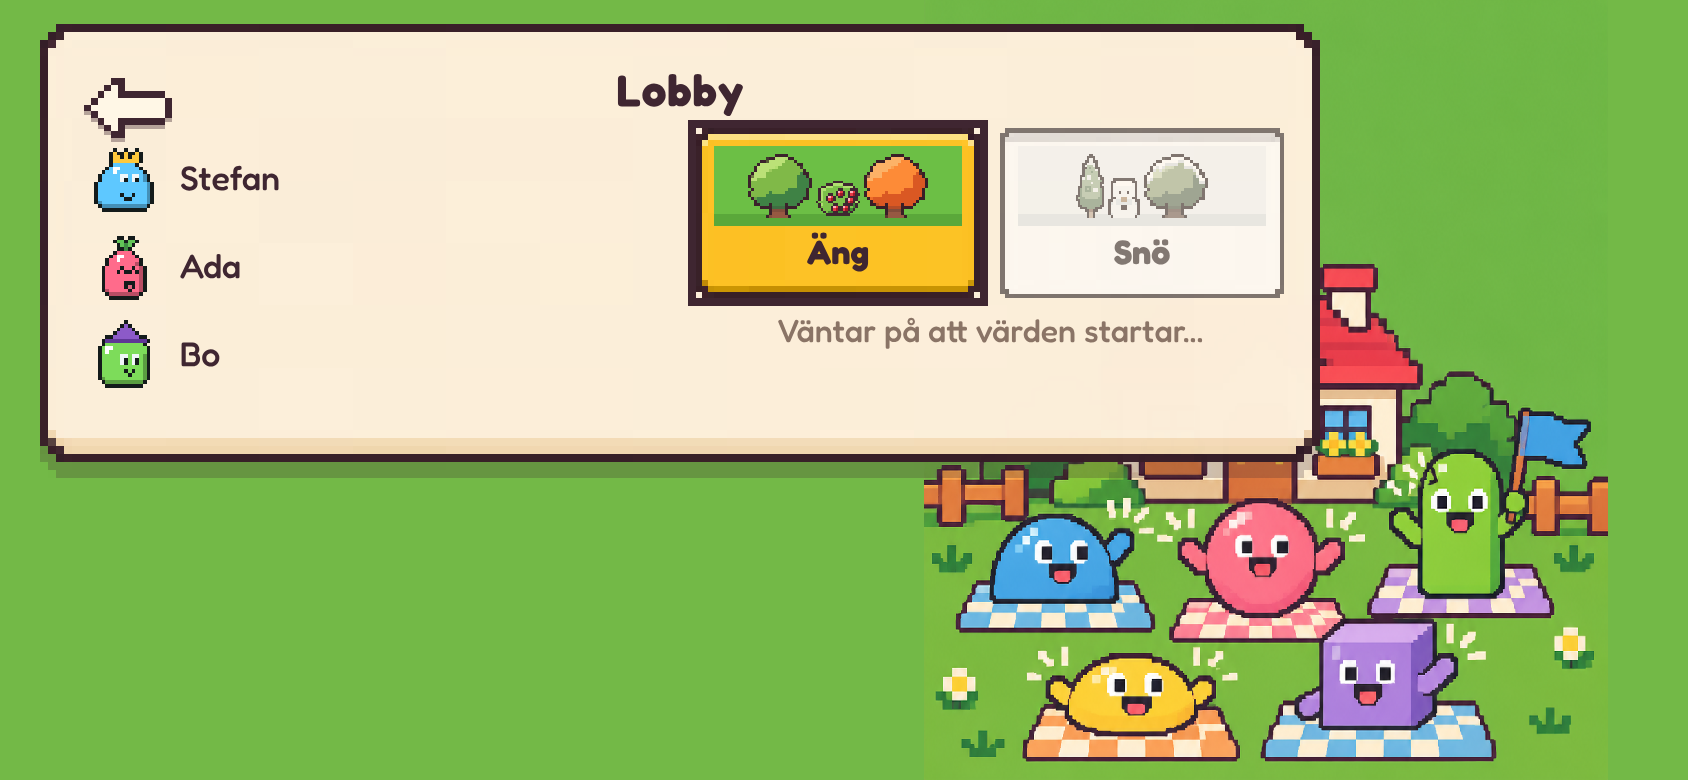 Lobby
Stefan
Ada
Bo
Äng
Snö
Väntar på att värden startar...